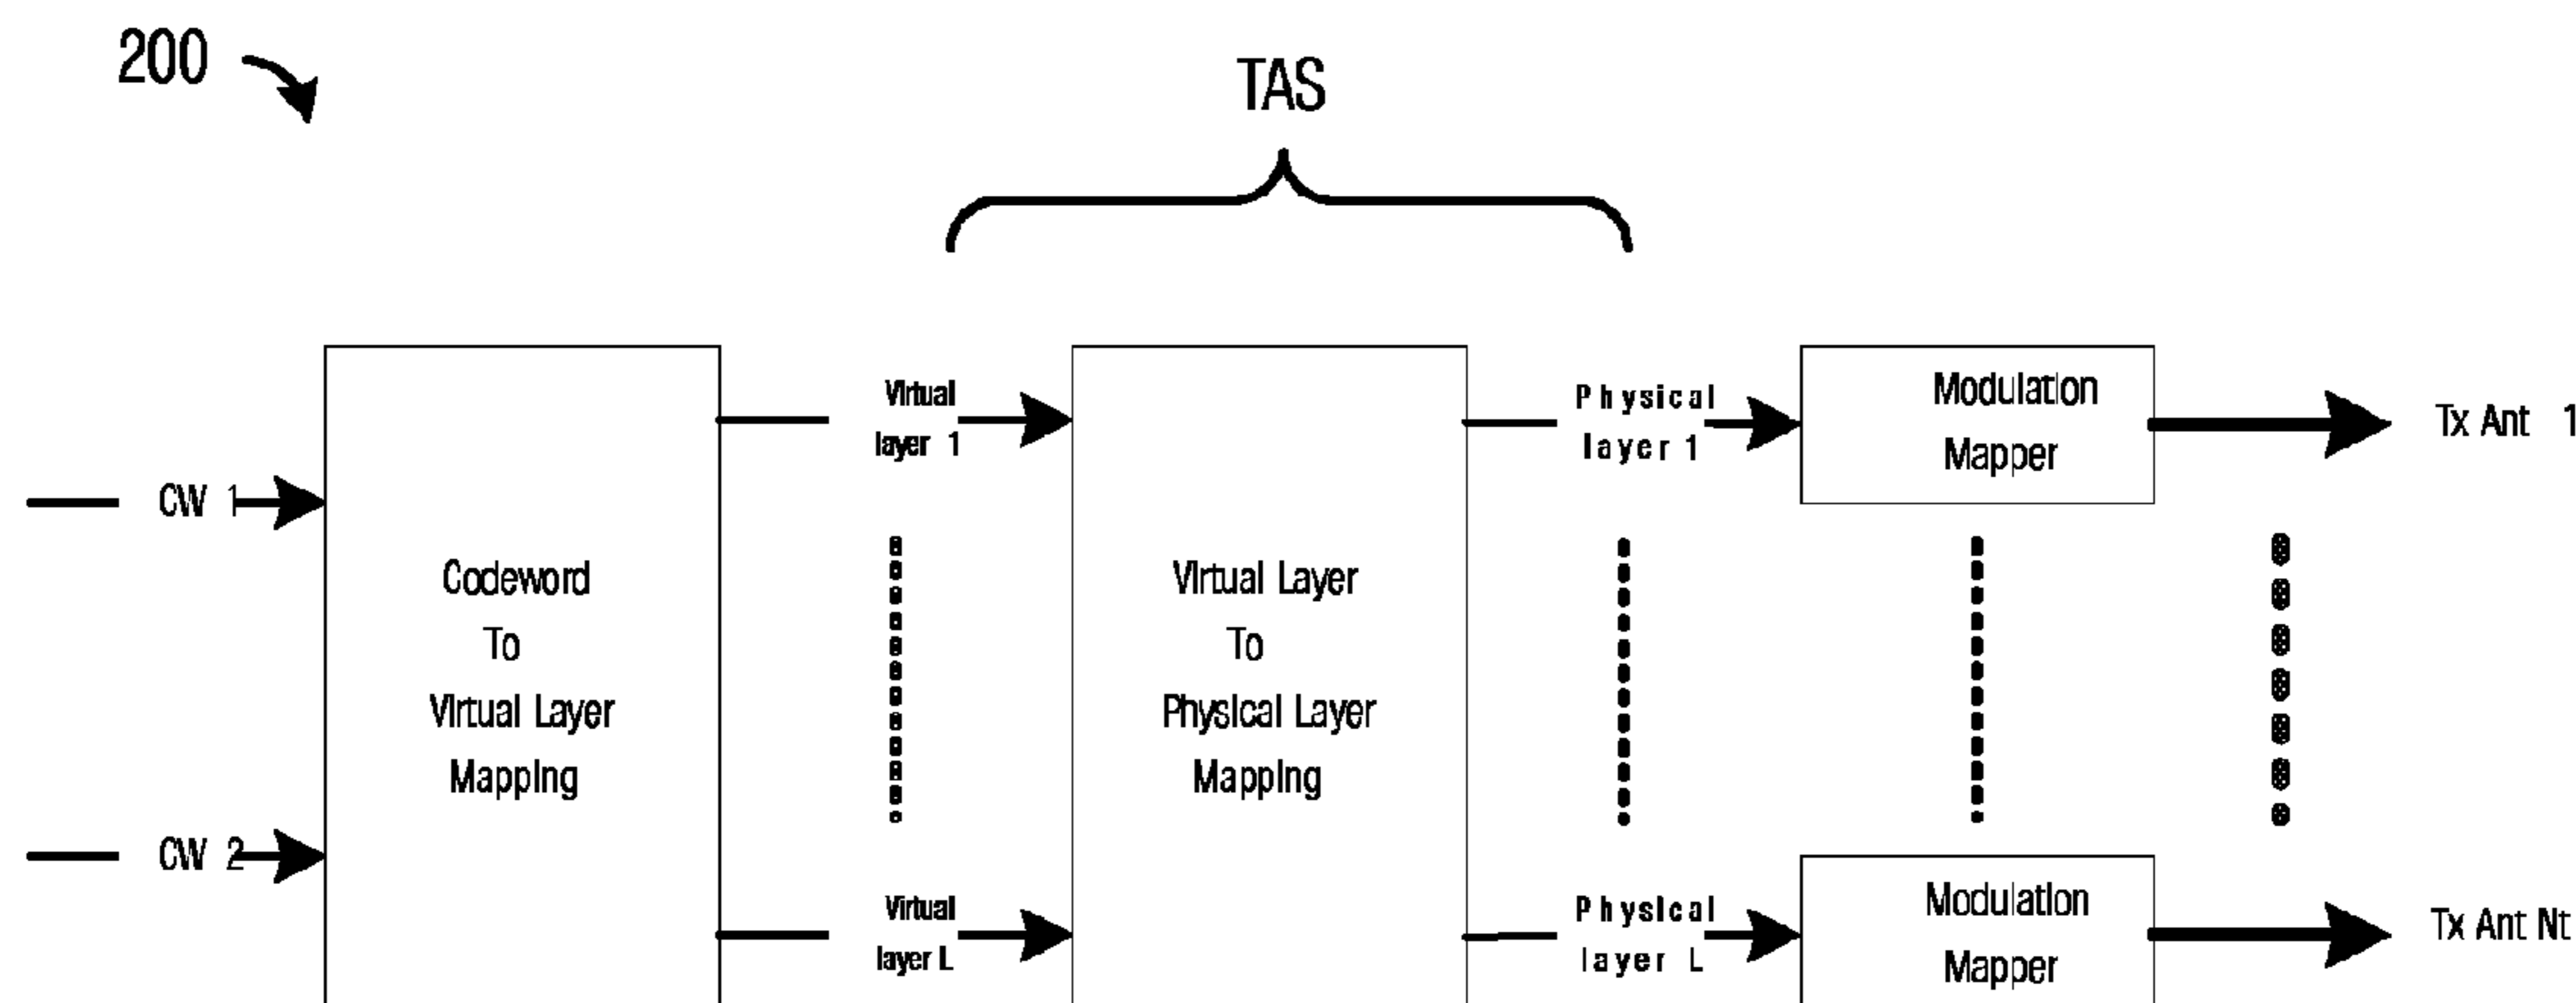 200
TAS
CW 1
CW 2
Codeword
To
Virtual Layer
Mapping
Virtual
layer 1
Virtual
layer L
Virtual Layer
To
Physical Layer
Mapping
Physical
layer 1
Physical
layer L
Modulation
Mapper
Modulation
Mapper
Tx Ant 1
Tx Ant Nt